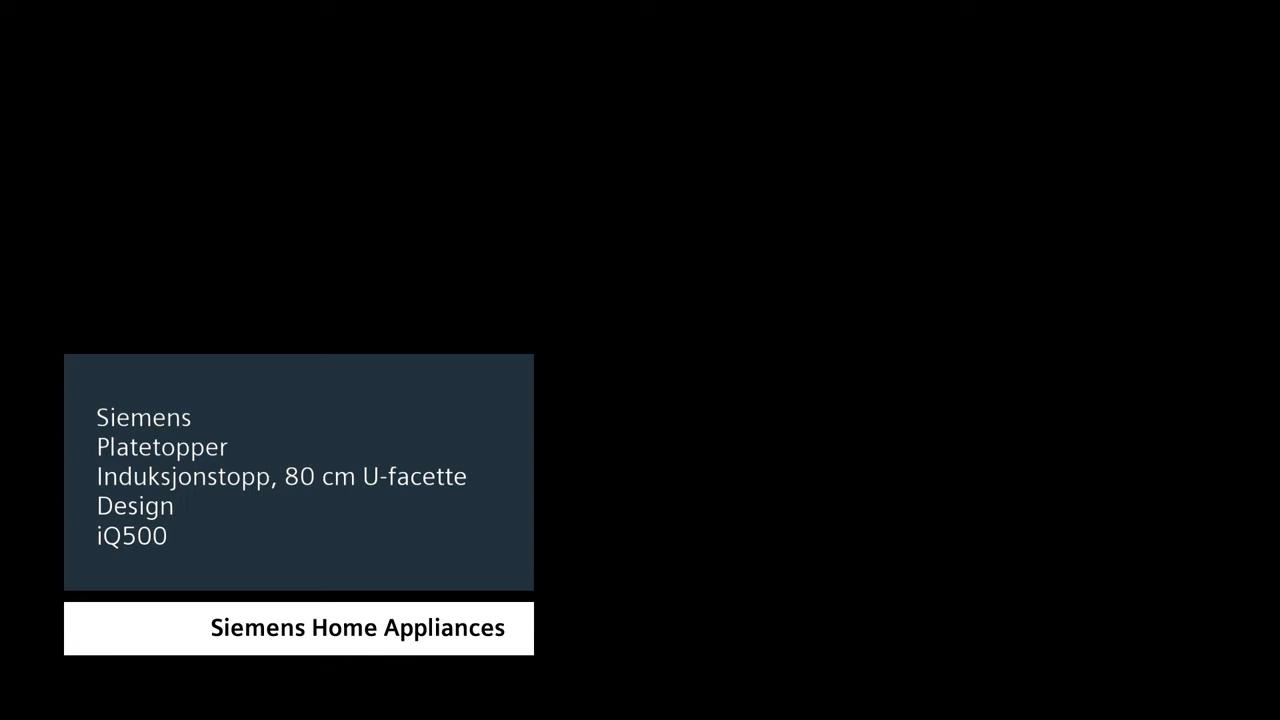 Siemens
Platetopper
Induksjonstopp, 80 cm U-facette
Design
iQ500
Siemens Home Appliances